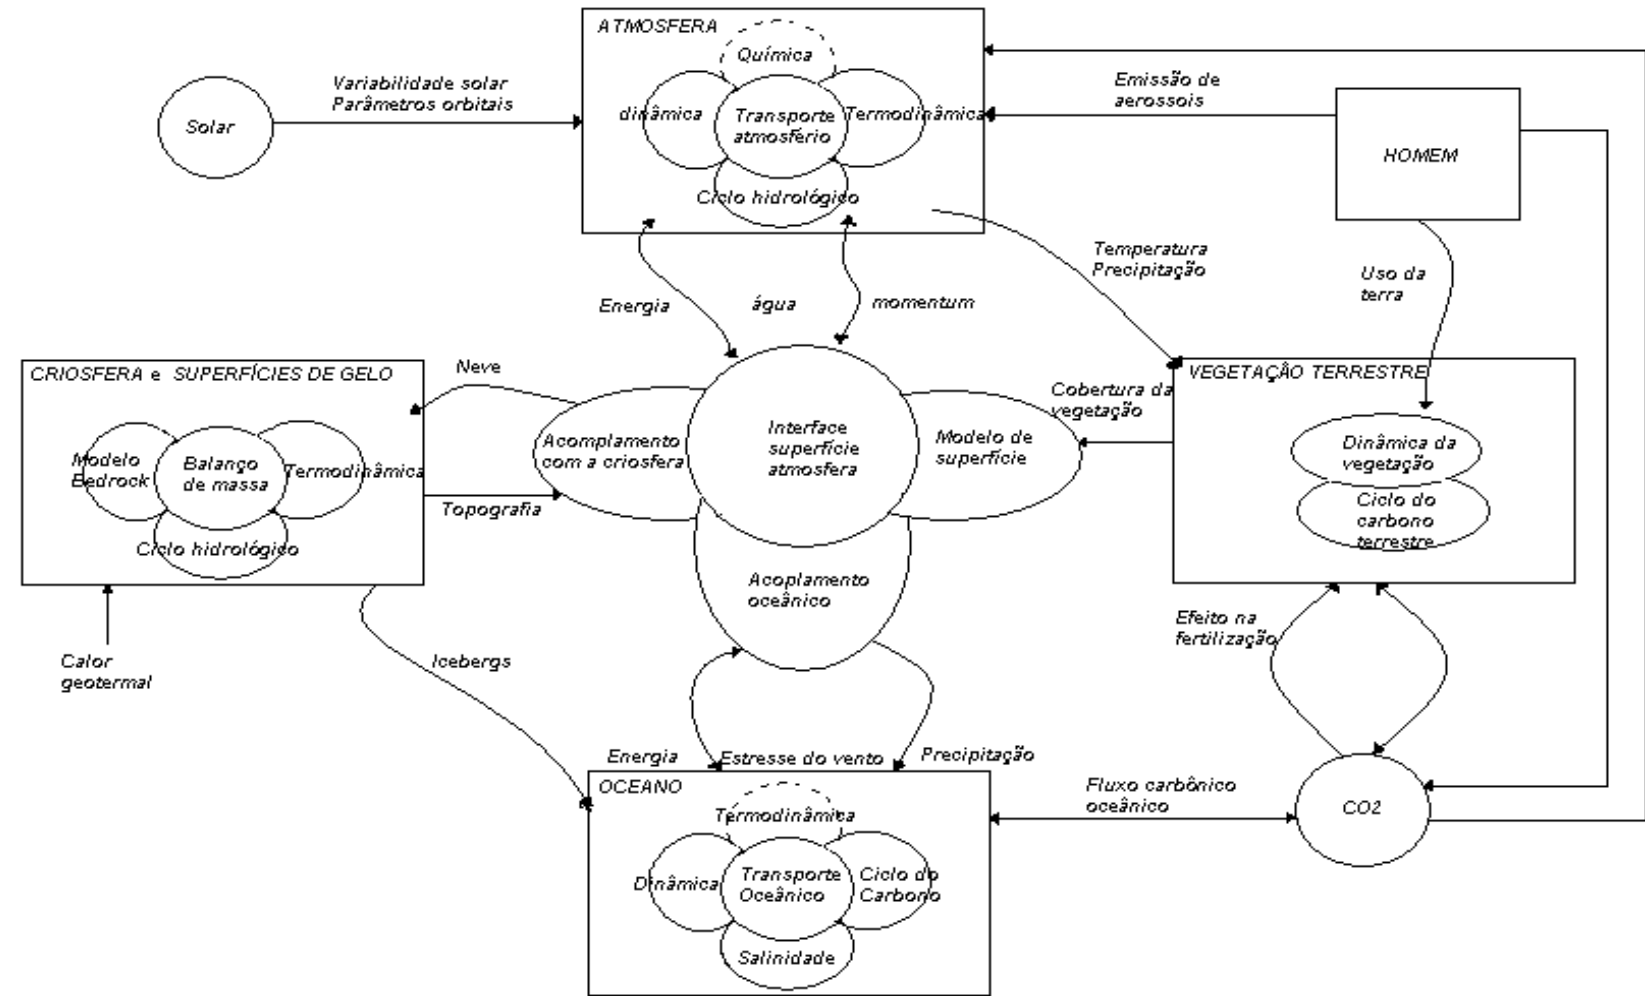 ATMOSFERA
Química
dinâmica
Transporte
atmosfério
Termodinâmica
Ciclo hidrológico
Solar
Variabilidade solar
Parâmetros orbitais
Emissão de
aerossois
HOMEM
Temperatura
Precipitação
Uso da
terra
Energia
água
momentum
CRIOSFERA e SUPERFÍCIES DE GELO
Modelo
Bedrock
Balanço
de massa
Termodinâmica
Ciclo hidrológico
Neve
Topografia
Acomplamento
com a criosfera
Interface
superfície
atmosfera
Modelo de
superfície
Cobertura da
vegetação
VEGETAÇÃO TERRESTRE
Dinâmica da
vegetação
Ciclo do
carbono
terrestre
Acoplamento
oceânico
Calor
geotermal
Icebergs
Efeito na
fertilização
Energia
Estresse do vento
Precipitação
OCEANO
Termodinâmica
Dinâmica
Transporte
Oceânico
Ciclo do
Carbono
Salinidade
Fluxo carbônico
oceânico
CO2